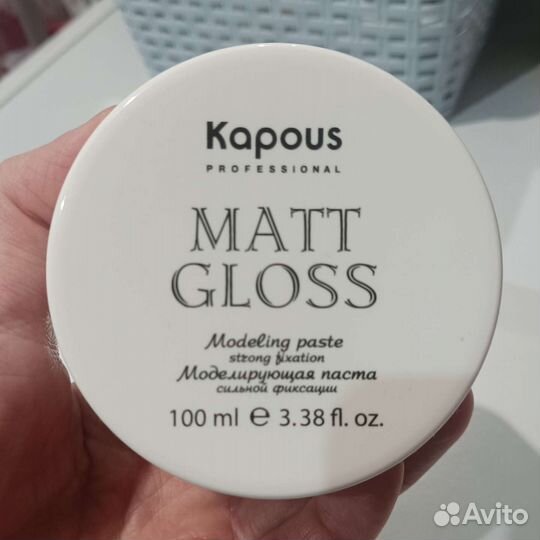 Kapous
PROFESSIONAL
MATT
GLOSS
Modeling paste
strong fixation
Моделирующая паста
сильной фиксации
100 ml e 3.38 fl. oz.
Avito